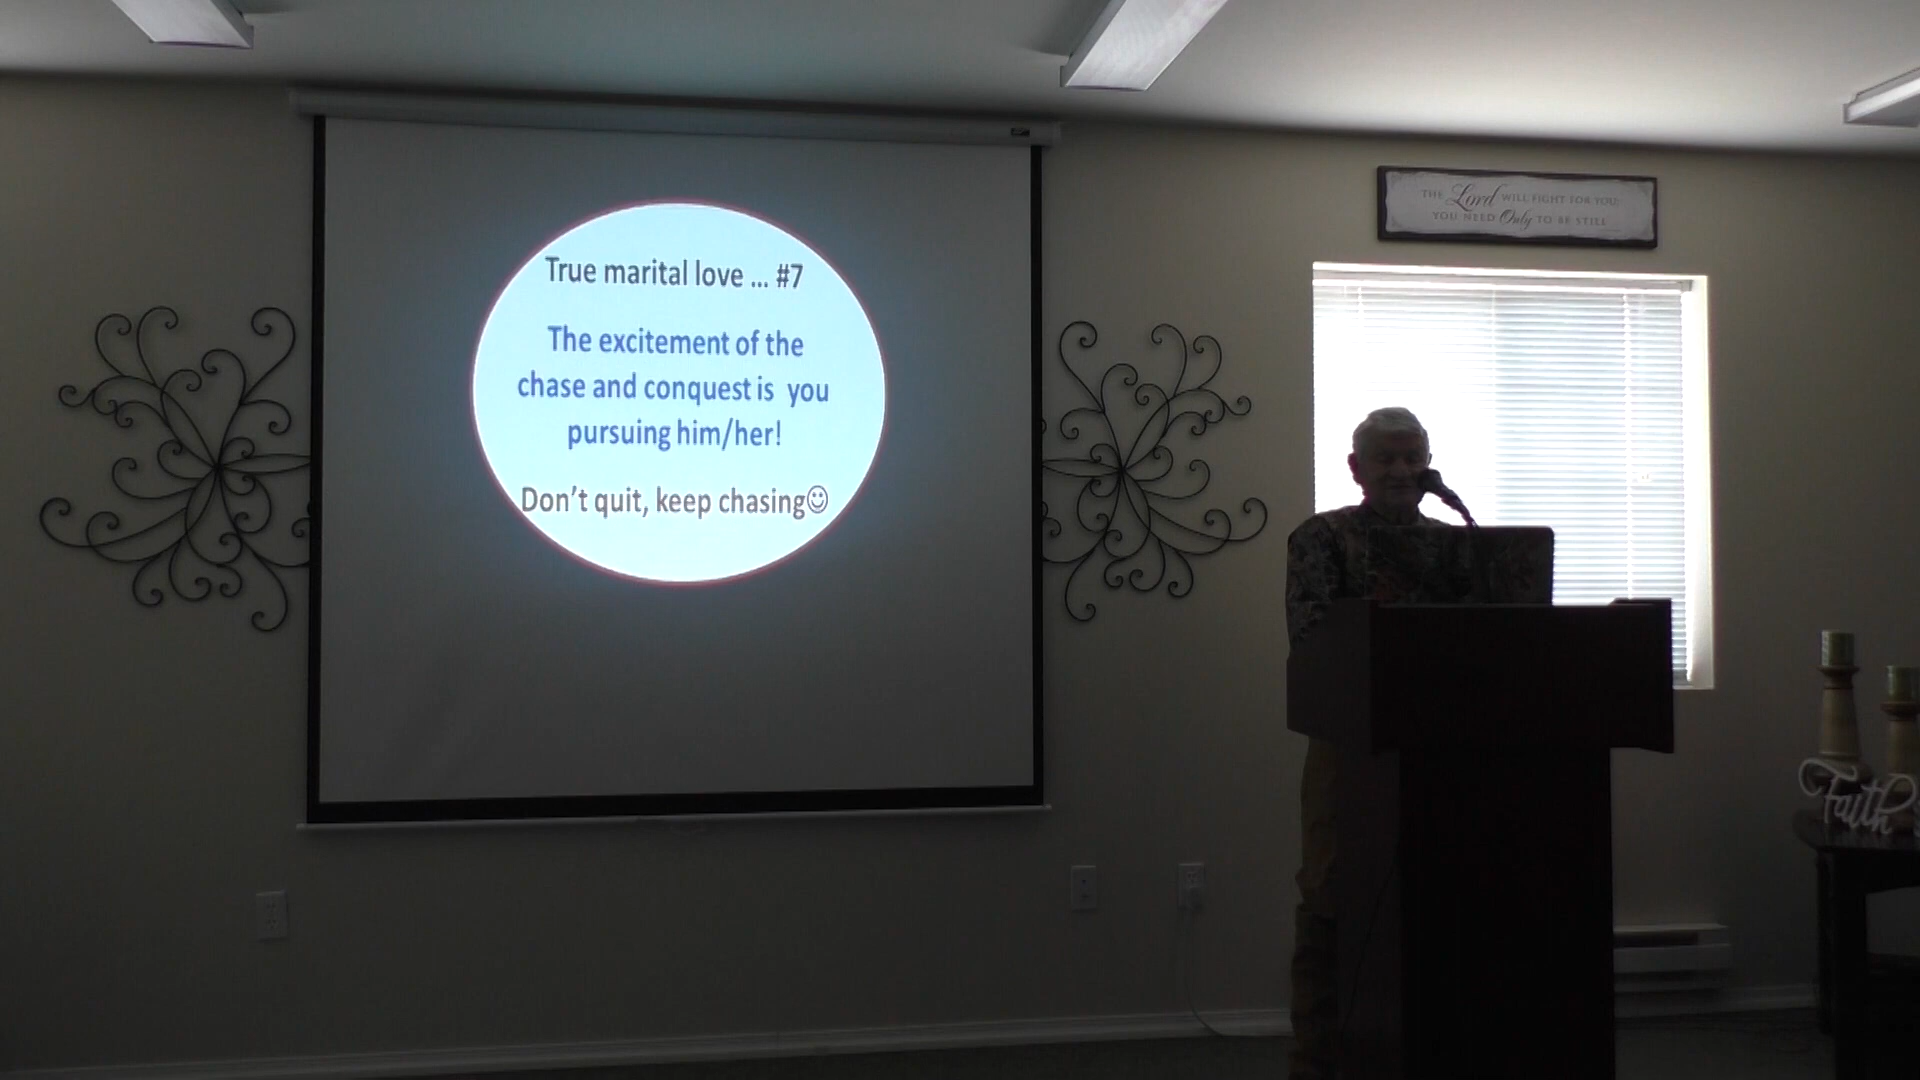 True marital love ... #7
The excitement of the
chase and conquest is you
pursuing him/her!
Don't quit, keep chasing☺
THE Lord WILL FIGHT FOR YOU;
YOU NEED Only TO BE STILL
Faith